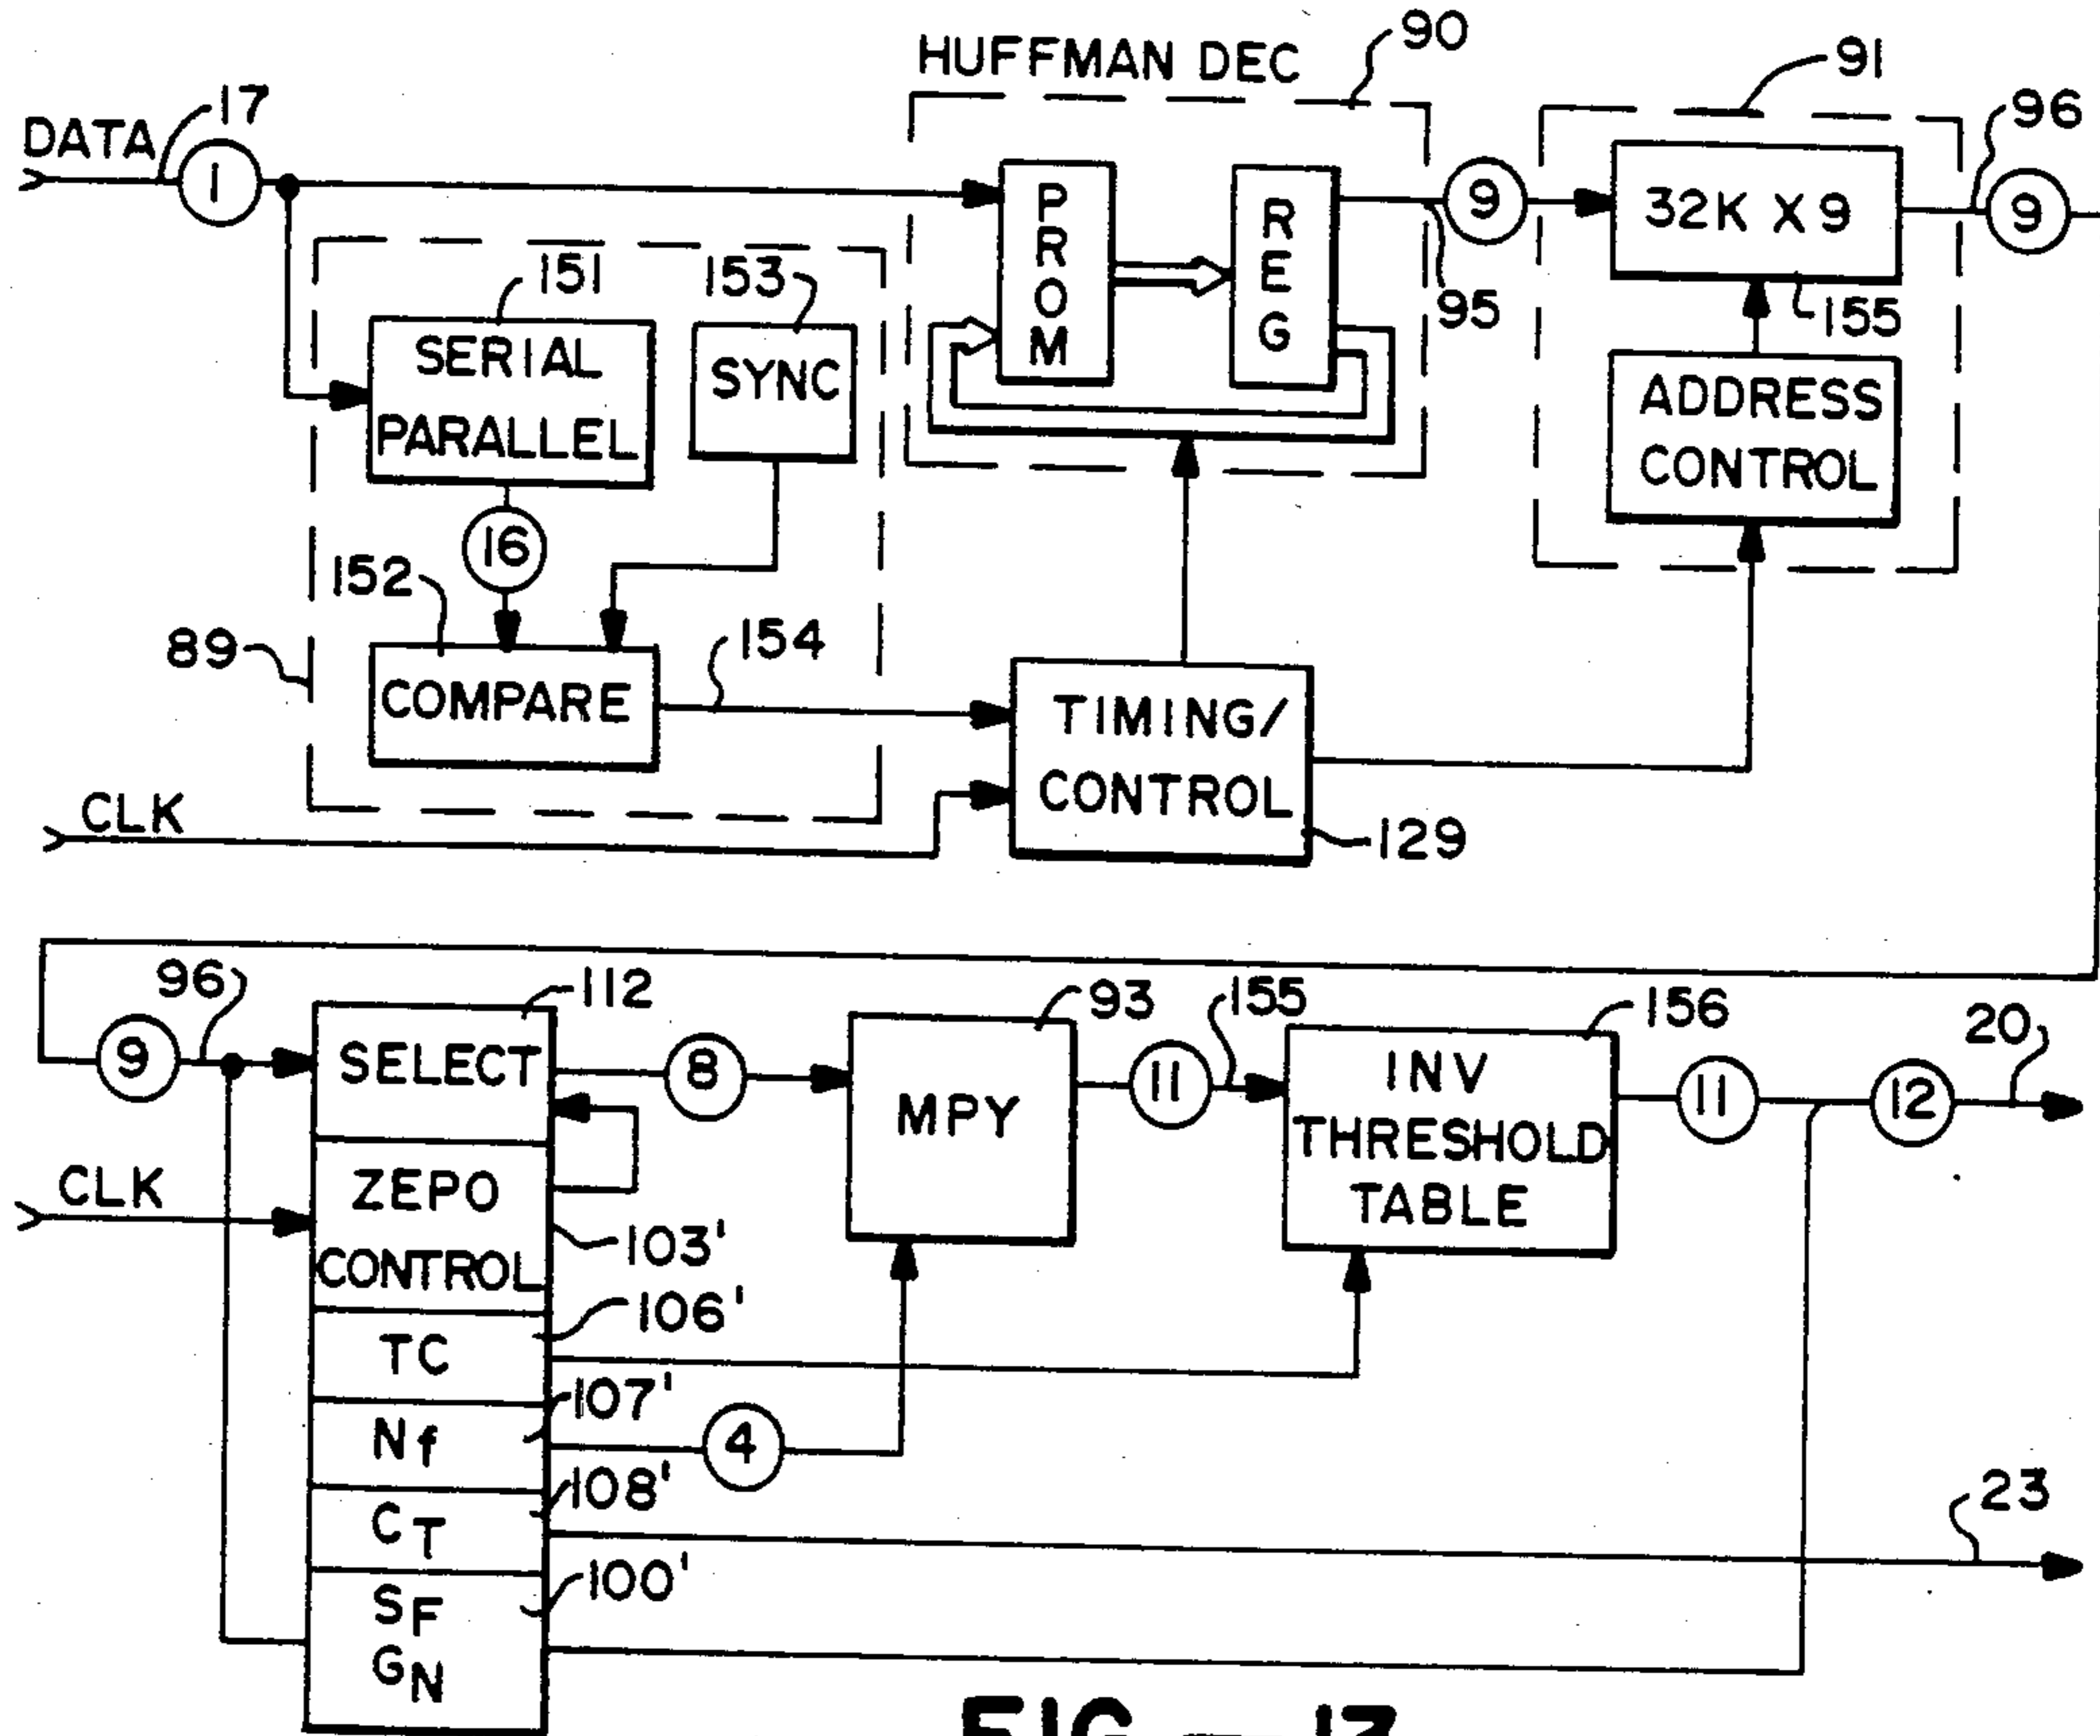 HUFFMAN DEC
90
91
DATA
17
1
96
PROM
REG
9
32K X 9
9
95
155
151
153
SERIAL
PARALLEL
SYNC
ADDRESS
CONTROL
16
152
154
89
COMPARE
TIMING/
CONTROL
CLK
129
96
112
93
155
156
20
9
SELECT
8
MPY
11
INV
THRESHOLD
TABLE
11
12
CLK
ZEPO
CONTROL
103'
106'
TC
107'
Nf
4
108'
CT
23
100'
SF
GN